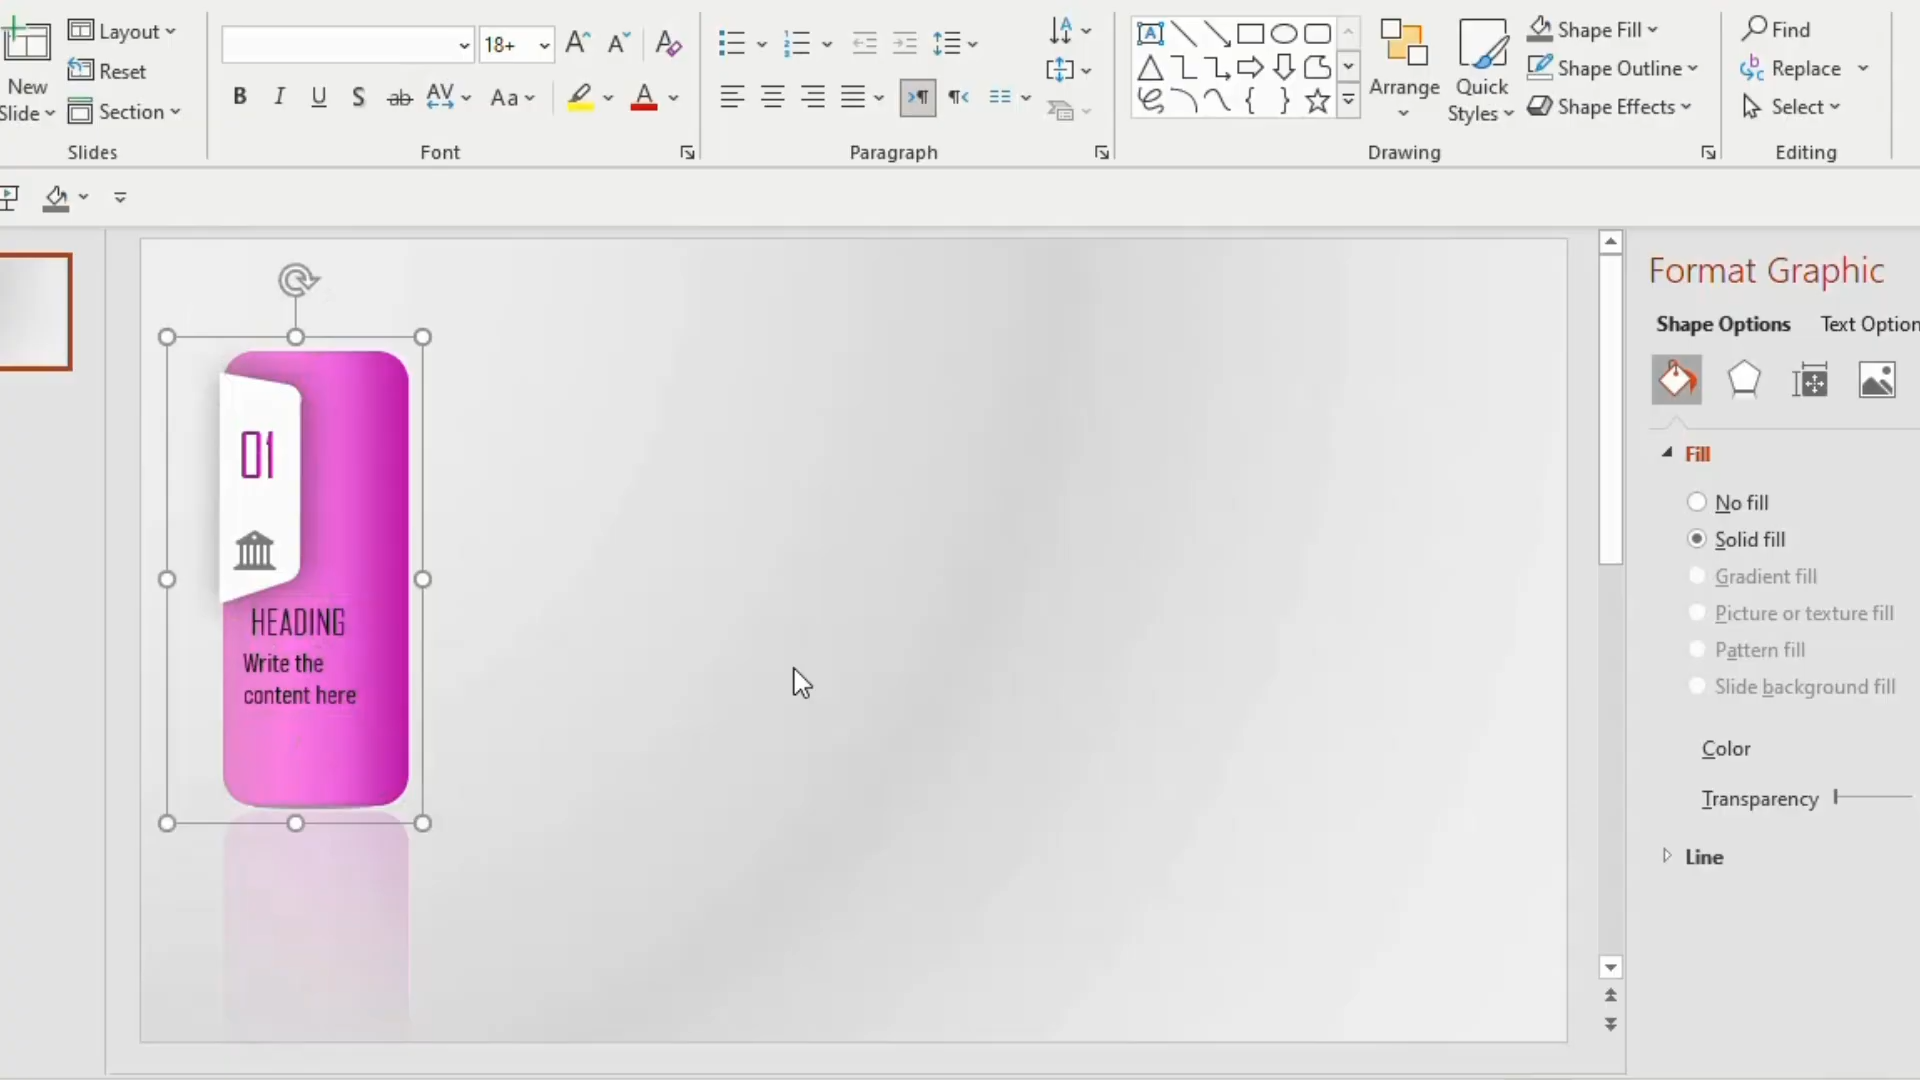 Layout
Reset
Section
New
Slide
Slides
18+
B I U S ab AV Aa A
Font
Paragraph
Arrange
Quick
Styles
Shape Fill
Shape Outline
Shape Effects
Drawing
Find
Replace
Select
Editing
01
HEADING
Write the
content here
Format Graphic
Shape Options Text Option
Fill
No fill
Solid fill
Gradient fill
Picture or texture fill
Pattern fill
Slide background fill
Color
Transparency
Line